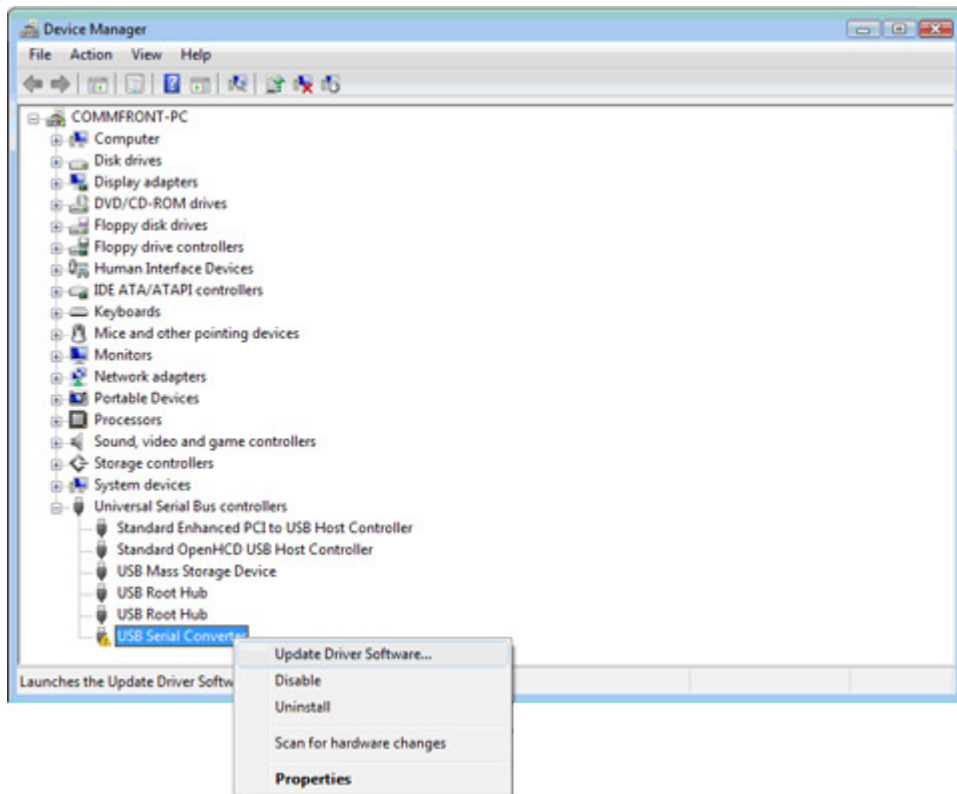 Device Manager
File Action View Help
COMMFRONT-PC
Computer
Disk drives
Display adapters
DVD/CD-ROM drives
Floppy disk drives
Floppy drive controllers
Human Interface Devices
IDE ATA/ATAPI controllers
Keyboards
Mice and other pointing devices
Monitors
Network adapters
Portable Devices
Processors
Sound, video and game controllers
Storage controllers
System devices
Universal Serial Bus controllers
Standard Enhanced PCI to USB Host Controller
Standard OpenHCD USB Host Controller
USB Mass Storage Device
USB Root Hub
USB Root Hub
USB Serial Converter
Update Driver Software...
Launches the Update Driver Softw
Disable
Uninstall
Scan for hardware changes
Properties